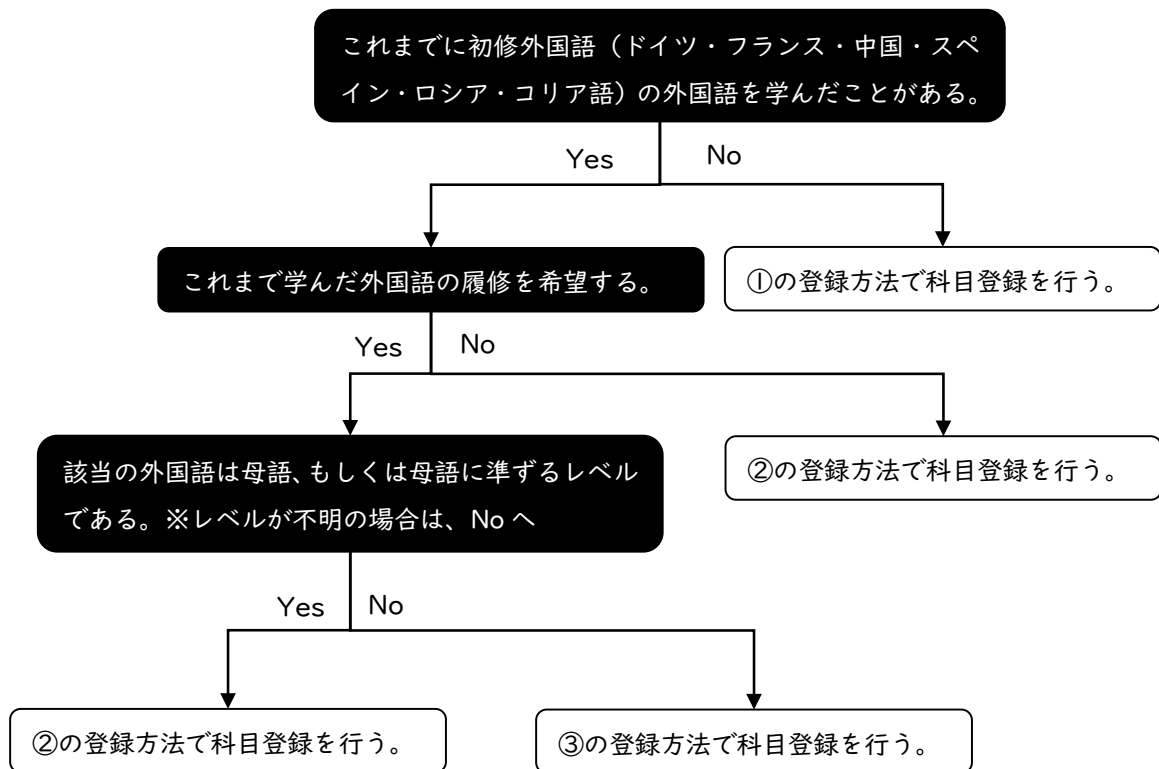 これまでに初修外国語(ドイツ・フランス・中国・スペ
イン・ロシア・コリア語)の外国語を学んだことがある。
Yes
No
これまで学んだ外国語の履修を希望する。
①の登録方法で科目登録を行う。
Yes
No
該当の外国語は母語、もしくは母語に準ずるレベル
である。※レベルが不明の場合は、No へ
②の登録方法で科目登録を行う。
Yes
No
②の登録方法で科目登録を行う。
③の登録方法で科目登録を行う。